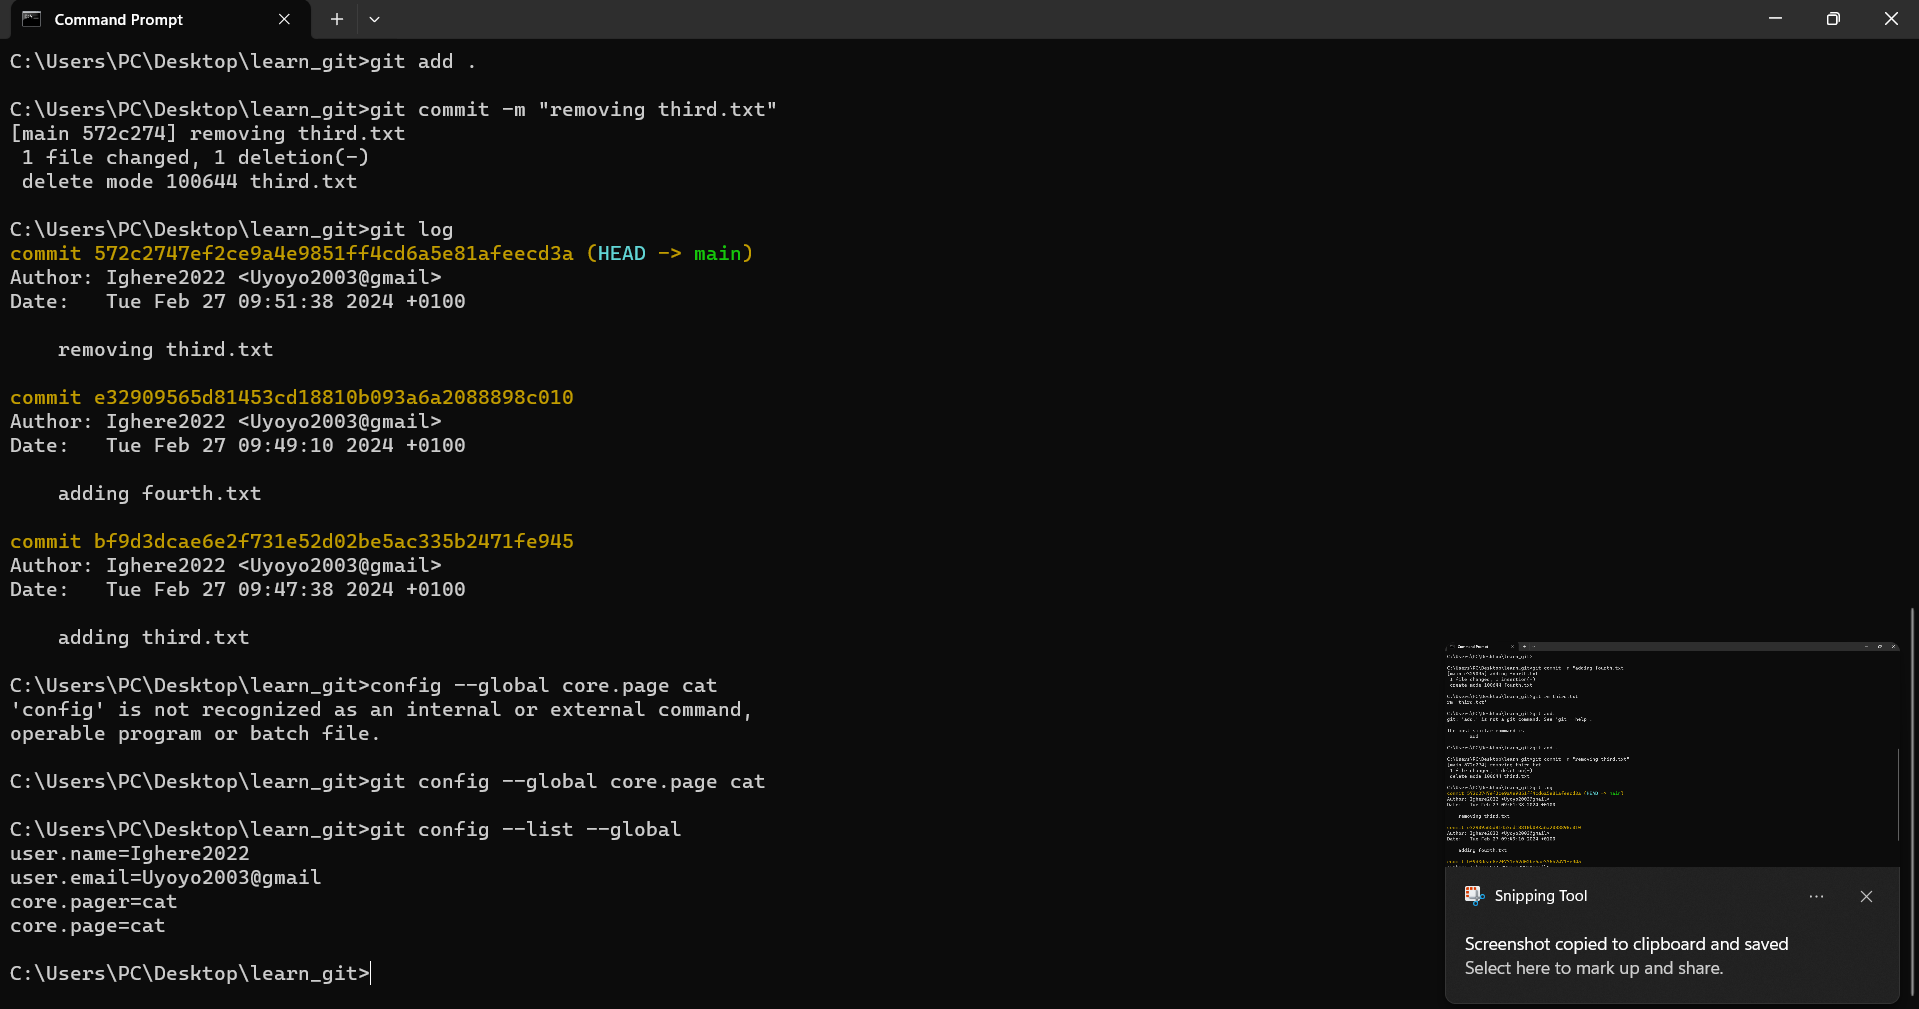 Command Prompt
C:\Users\PC\Desktop\learn_git>git add .
C:\Users\PC\Desktop\learn_git>git commit -m "removing third.txt"
[main 572c274] removing third.txt
1 file changed, 1 deletion(-)
delete mode 100644 third.txt
C:\Users\PC\Desktop\learn_git>git log
commit 572c2747ef2ce9a4e9851ff4cd6a5e81afeecd3a (HEAD -> main)
Author: Ighere2022 <Uyoyo2003@gmail>
Date:   Tue Feb 27 09:51:38 2024 +0100
removing third.txt
commit e32909565d81453cd18810b093a6a2088898c010
Author: Ighere2022 <Uyoyo2003@gmail>
Date:   Tue Feb 27 09:49:10 2024 +0100
adding fourth.txt
commit bf9d3dcae6e2f731e52d02be5ac335b2471fe945
Author: Ighere2022 <Uyoyo2003@gmail>
Date:   Tue Feb 27 09:47:38 2024 +0100
adding third.txt
C:\Users\PC\Desktop\learn_git>config --global core.page cat
'config' is not recognized as an internal or external command,
operable program or batch file.
C:\Users\PC\Desktop\learn_git>git config --global core.page cat
C:\Users\PC\Desktop\learn_git>git config --list --global
user.name=Ighere2022
user.email=Uyoyo2003@gmail
core.pager=cat
core.page=cat
C:\Users\PC\Desktop\learn_git>
Snipping Tool
Screenshot copied to clipboard and saved
Select here to mark up and share.